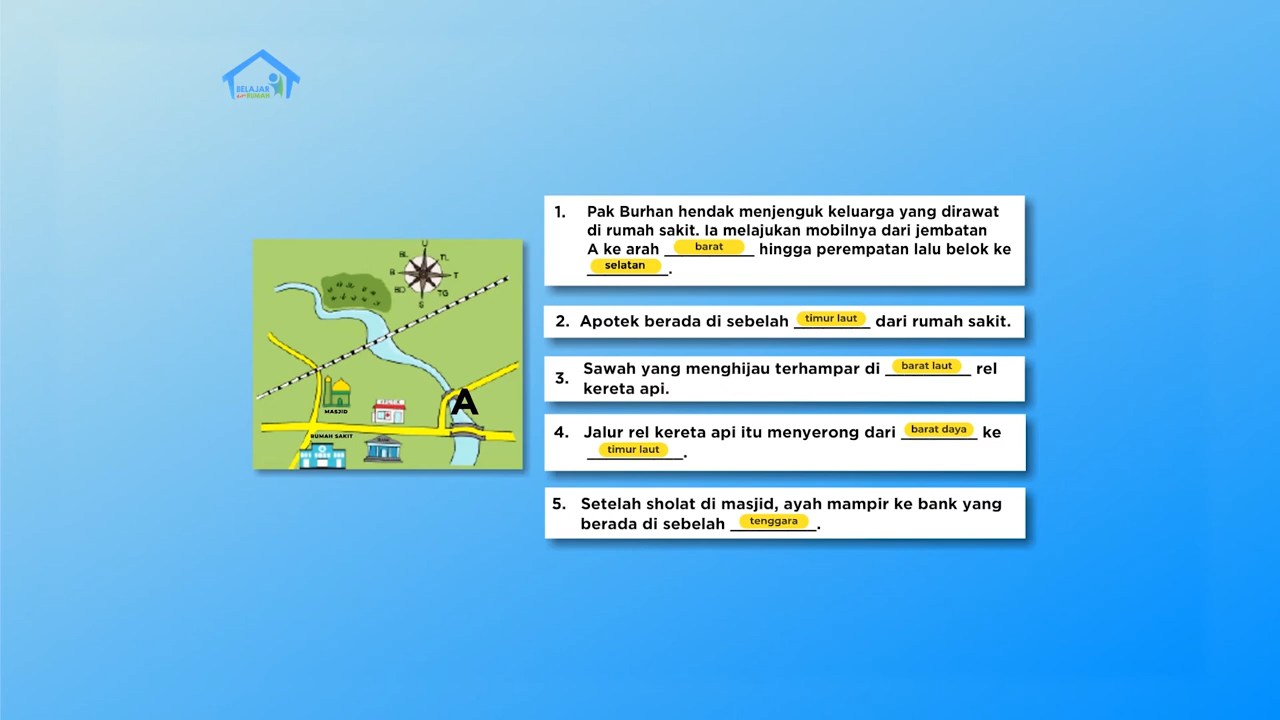 BELAJAR
dari RUMAH
U
BL
TL
B
T
BD
TG
S
MASJID
APOTEK
A
RUMAH SAKIT
1. Pak Burhan hendak menjenguk keluarga yang dirawat
di rumah sakit. Ia melajukan mobilnya dari jembatan
A ke arah barat hingga perempatan lalu belok ke
selatan.
2. Apotek berada di sebelah timur laut dari rumah sakit.
3. Sawah yang menghijau terhampar di barat laut rel
kereta api.
4. Jalur rel kereta api itu menyerong dari barat daya ke
timur laut.
5. Setelah sholat di masjid, ayah mampir ke bank yang
berada di sebelah tenggara.